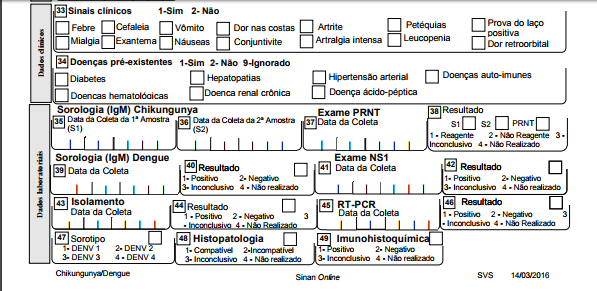 33 Sinais clínicos 1-Sim 2- Não
Febre Cefaleia Vômito Dor nas costas Artrite Petéquias Prova do laço positiva
Mialgia Exantema Náuseas Conjuntivite Artralgia intensa Leucopenia Dor retroorbital
Dados clínicos
34 Doenças pré-existentes 1-Sim 2- Não 9-Ignorado
Diabetes Hepatopatias Hipertensão arterial Doenças auto-imunes
Doenças hematológicas Doença renal crônica Doença ácido-péptica
Dados laboratoriais
Sorologia (IgM) Chikungunya
35 Data da Coleta da 1ª Amostra (S1)
36 Data da Coleta da 2ª Amostra (S2)
Exame PRNT
37 Data da Coleta
38 Resultado
S1 S2 PRNT
1 - Reagente 2 - Não Reagente 3 -
Inconclusivo 4 - Não Realizado
Sorologia (IgM) Dengue
39 Data da Coleta
40 Resultado
1- Positivo 2- Negativo
3- Inconclusivo 4 - Não realizado
Exame NS1
41 Data da Coleta
42 Resultado
1- Positivo 2- Negativo
3- Inconclusivo 4 - Não realizado
43 Isolamento
Data da Coleta
44 Resultado
1 - Positivo 2 - Negativo 3
- Inconclusivo 4 - Não Realizado
45 RT-PCR
Data da Coleta
46 Resultado
1 - Positivo 2 - Negativo 3
- Inconclusivo 4 - Não Realizado
47 Sorotipo
1- DENV 1 2- DENV 2
3- DENV 3 4- DENV 4
48 Histopatologia
1- Compatível 2- Incompatível
3- Inconclusivo 4 - Não realizado
49 Imunohistoquímica
1- Positivo 2- Negativo
3- Inconclusivo 4 - Não realizado
Chikungunya/Dengue Sinan Online SVS 14/03/2016